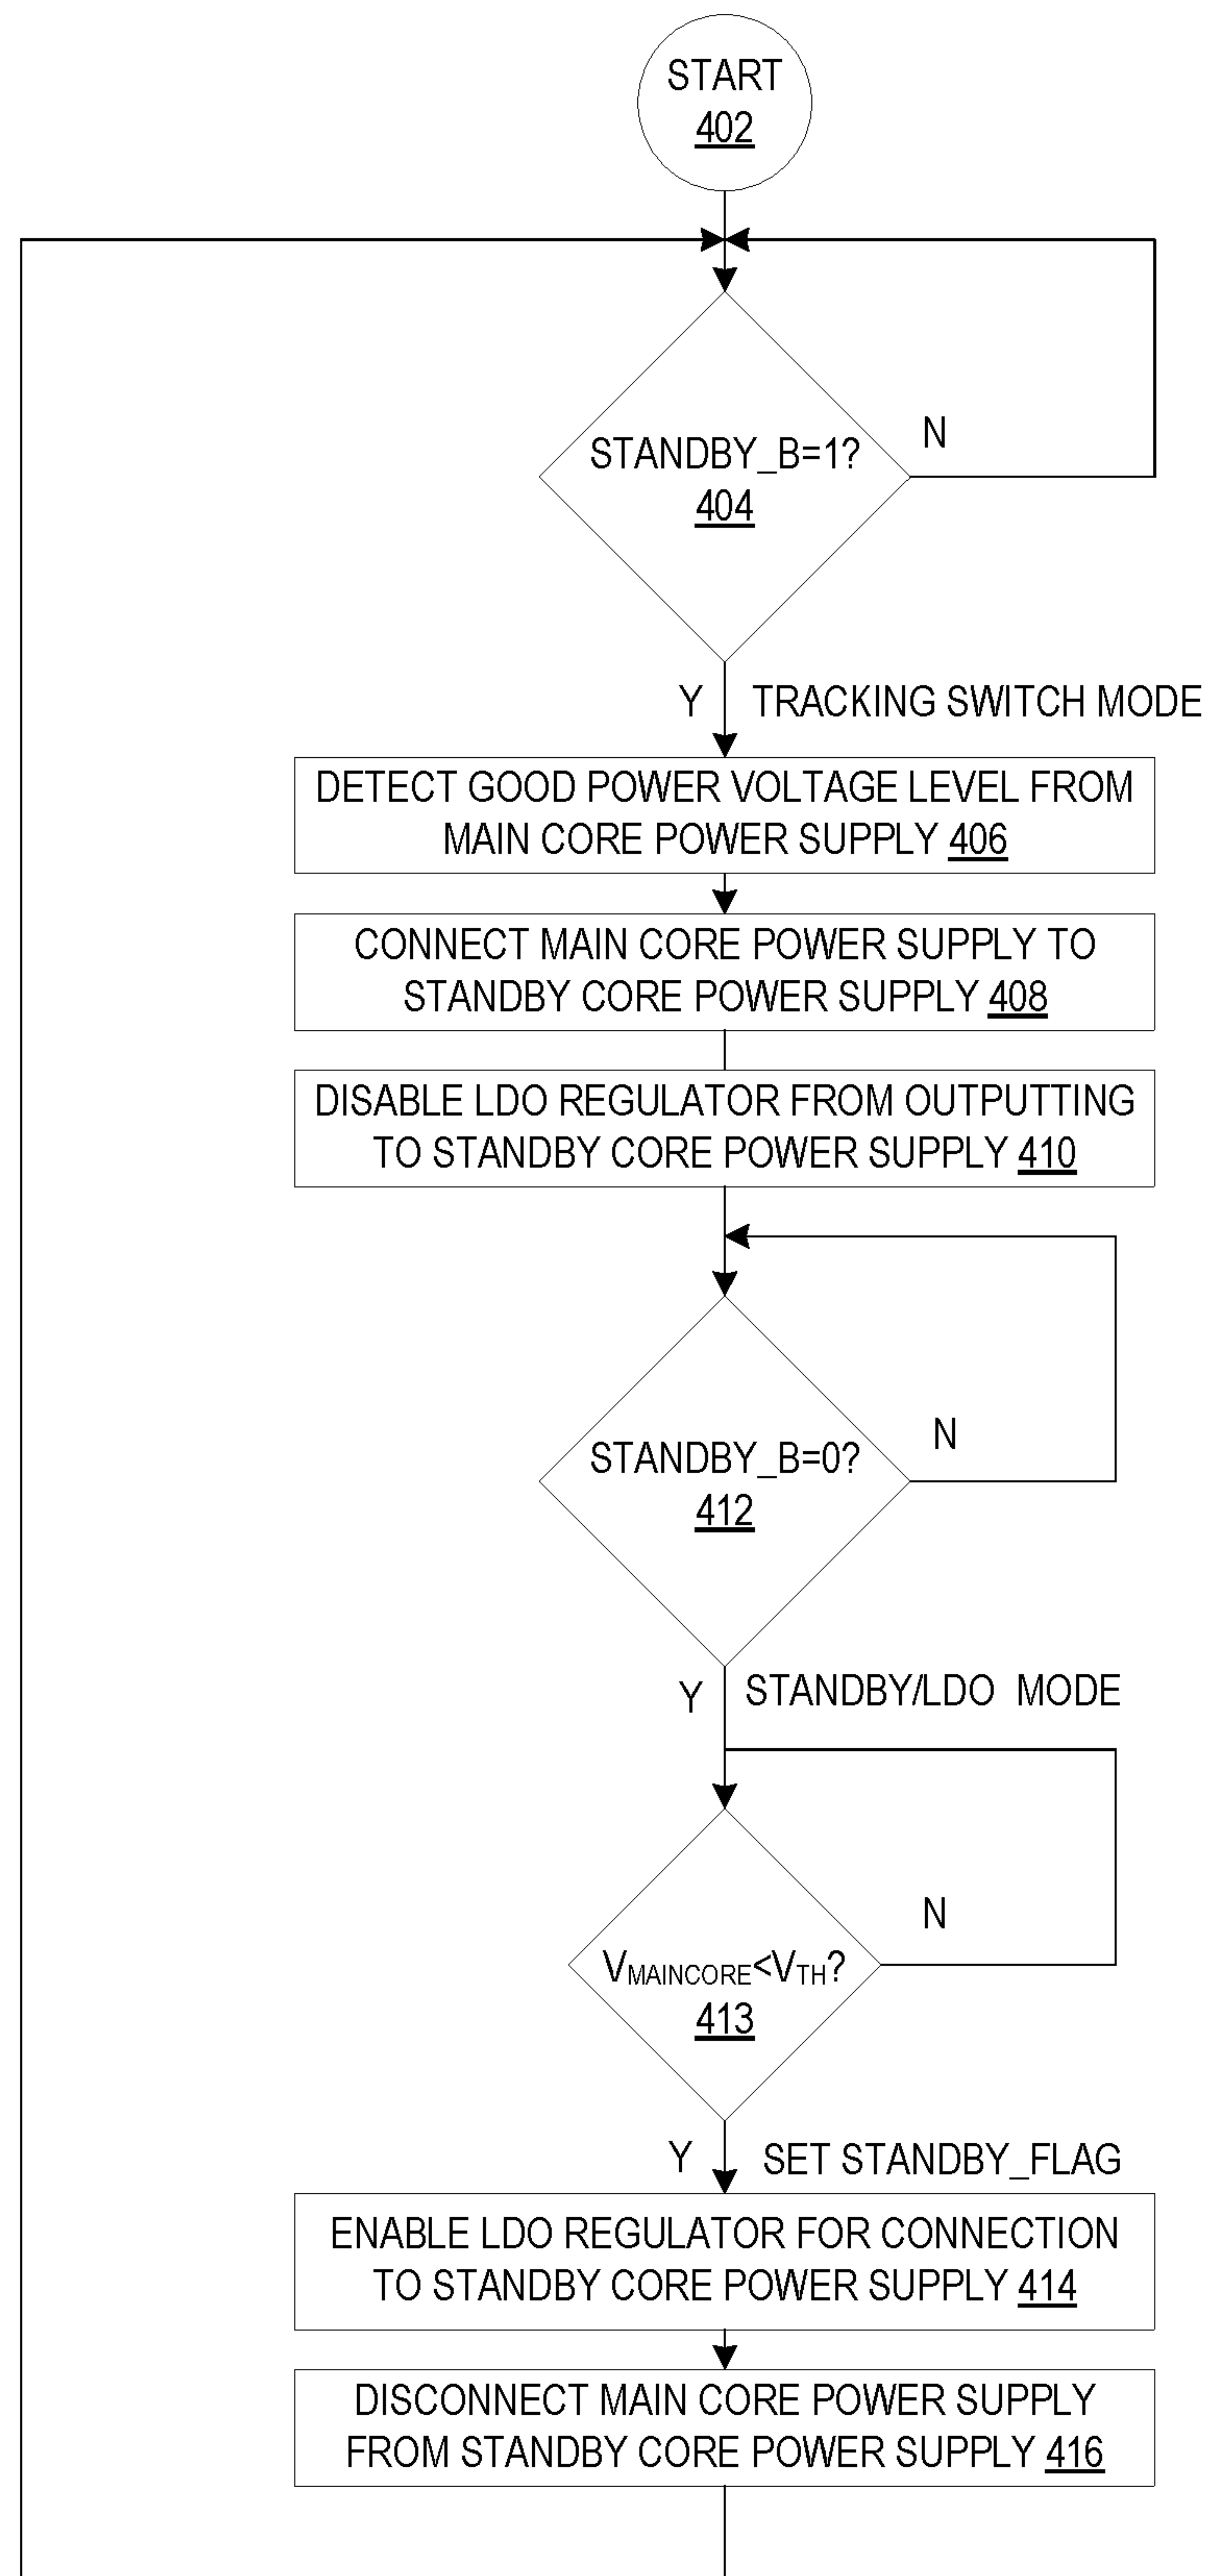 START
402
STANDBY_B=1?
404
N
Y
TRACKING SWITCH MODE
DETECT GOOD POWER VOLTAGE LEVEL FROM
MAIN CORE POWER SUPPLY 406
CONNECT MAIN CORE POWER SUPPLY TO
STANDBY CORE POWER SUPPLY 408
DISABLE LDO REGULATOR FROM OUTPUTTING
TO STANDBY CORE POWER SUPPLY 410
STANDBY_B=0?
412
N
Y
STANDBY/LDO MODE
VMAINCORE<VTH?
413
N
Y
SET STANDBY_FLAG
ENABLE LDO REGULATOR FOR CONNECTION
TO STANDBY CORE POWER SUPPLY 414
DISCONNECT MAIN CORE POWER SUPPLY
FROM STANDBY CORE POWER SUPPLY 416